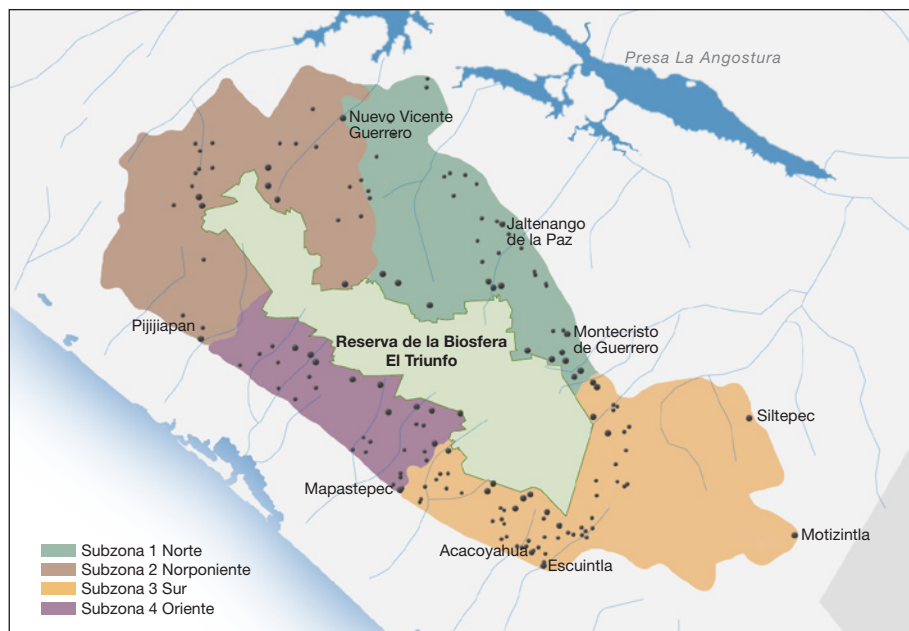 Presa La Angostura
Nuevo Vicente
Guerrero
Jaltenango
de la Paz
Pijijiapan
Reserva de la Biosfera
El Triunfo
Montecristo
de Guerrero
Siltepec
Mapastepec
Motizintla
Acacoyahua
Escuintla
Subzona 1 Norte
Subzona 2 Norponiente
Subzona 3 Sur
Subzona 4 Oriente